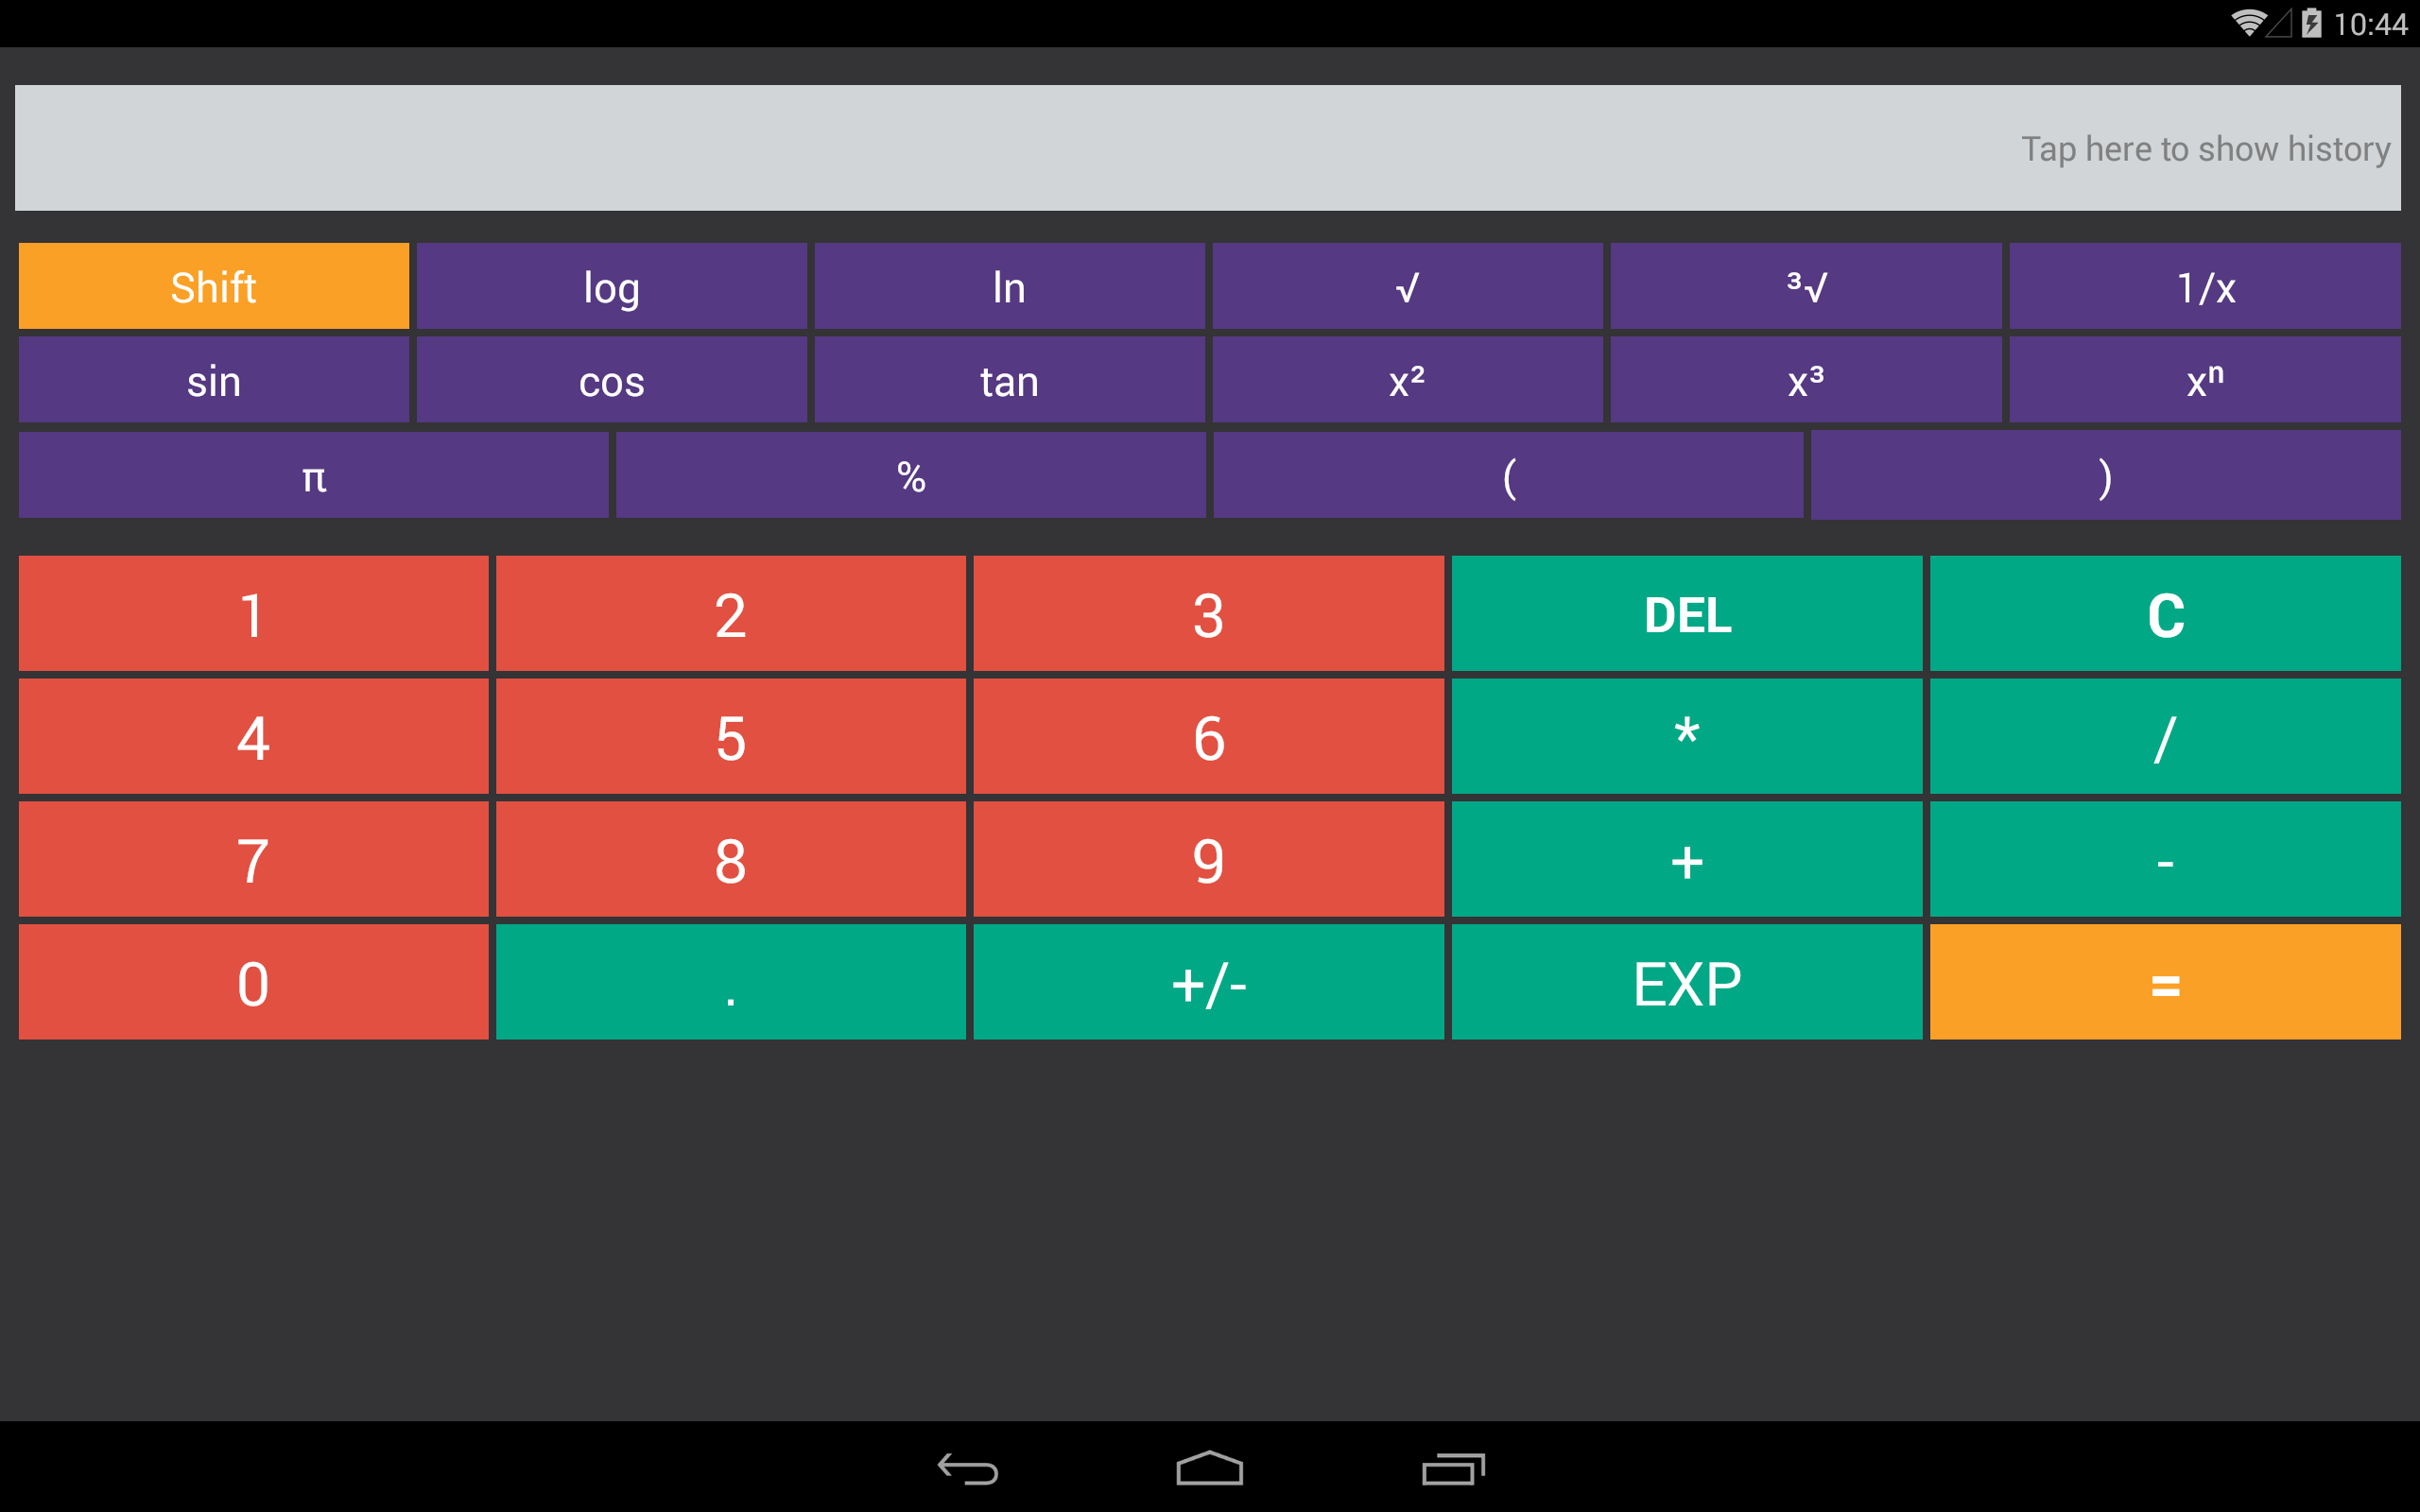 10:44
Tap here to show history
Shift log ln √ ³√ 1/x
sin cos tan x² x³ xⁿ
π % ( )
1 2 3 DEL C
4 5 6 * /
7 8 9 + -
0 . +/- EXP =